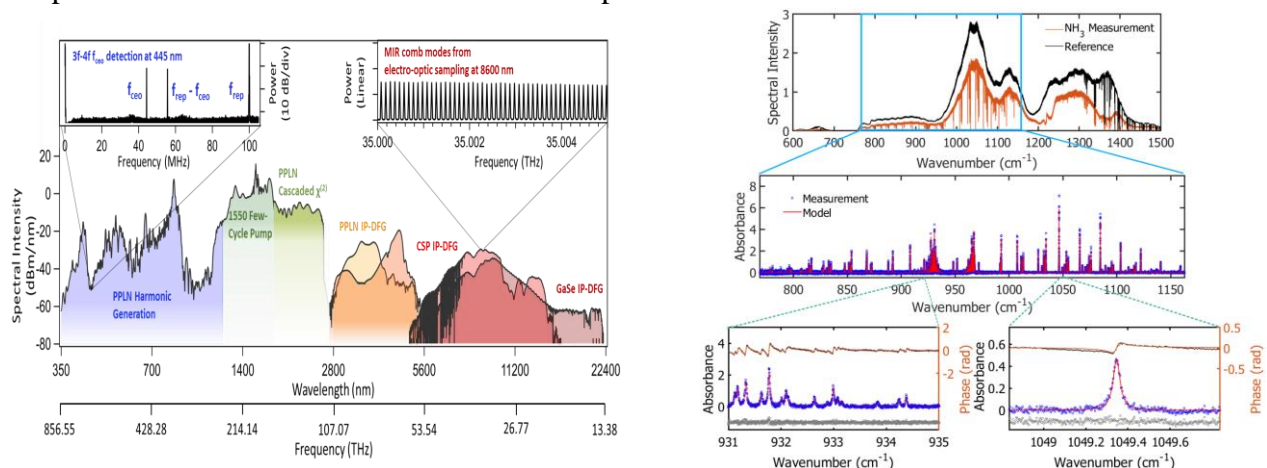 3f-4f fceo detection at 445 nm
fceo
frep - fceo
frep
Power
(10 dB/div)
0 20 40 60 80 100
Frequency (MHz)
MIR comb modes from
electro-optic sampling at 8600 nm
Power
(Linear)
35.000 35.002 35.004
Frequency (THz)
Spectral Intensity
(dBm/nm)
20
0
-20
-40
-60
-80
PPLN Harmonic
Generation
1550 Few-
Cycle Pump
PPLN
Cascaded χ(2)
PPLN IP-DFG
CSP IP-DFG
GaSe IP-DFG
350 700 1400 2800 5600 11200 22400
Wavelength (nm)
856.55 428.28 214.14 107.07 53.54 26.77 13.38
Frequency (THz)
Spectral Intensity
3
2
1
0
NH3 Measurement
Reference
600 700 800 900 1000 1100 1200 1300 1400 1500
Wavenumber (cm-1)
Absorbance
8
6
4
2
0
Measurement
Model
800 850 900 950 1000 1050 1100 1150
Wavenumber (cm-1)
Absorbance
4
2
0
2
0
-2
Phase (rad)
931 932 933 934 935
Wavenumber (cm-1)
Absorbance
0.6
0.4
0.2
0
0.5
0
-0.5
Phase (rad)
1049 1049.2 1049.4 1049.6
Wavenumber (cm-1)